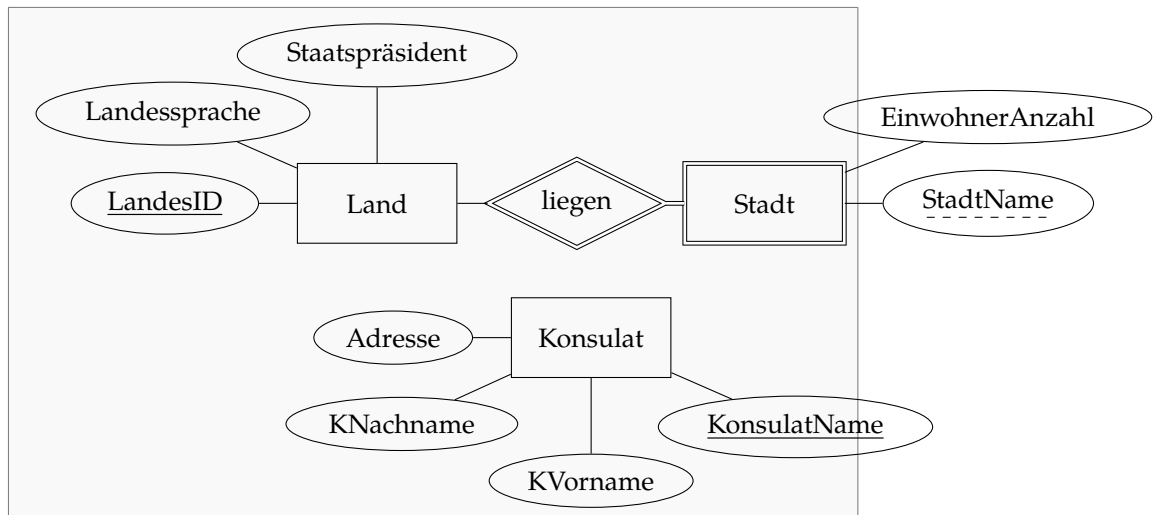 Staatspräsident
Landessprache
EinwohnerAnzahl
LandesID
Land
liegen
Stadt
StadtName
Adresse
Konsulat
KNachname
KonsulatName
KVorname